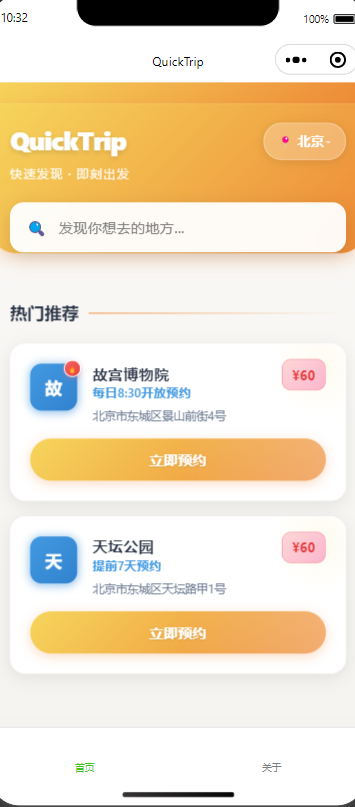 10:32
100%
QuickTrip
QuickTrip
北京
快速发现 · 即刻出发
发现你想去的地方...
热门推荐
故
故宫博物院
¥60
每日8:30开放预约
北京市东城区景山前街4号
立即预约
天
天坛公园
¥60
提前7天预约
北京市东城区天坛路甲1号
立即预约
首页
关于